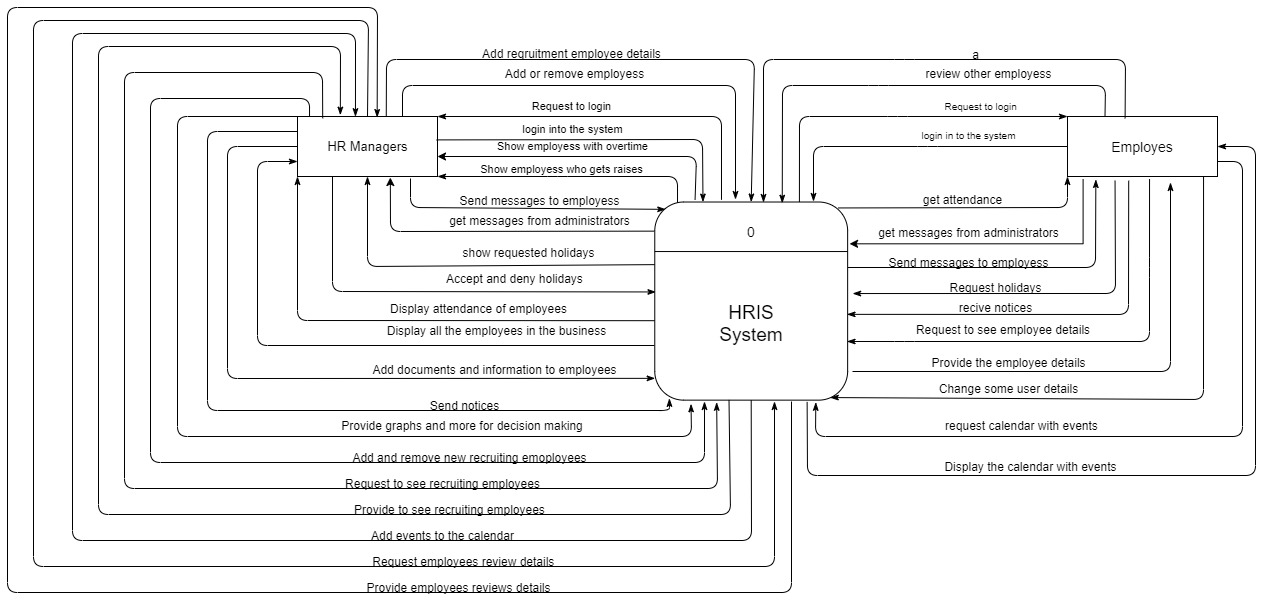 Add reqruitment employee details
Add or remove employess
Request to login
login into the system
Show employess with overtime
Show employess who gets raises
HR Managers
Send messages to employess
get messages from administrators
show requested holidays
Accept and deny holidays
Display attendance of employees
Display all the employees in the business
Add documents and information to employees
Send notices
Provide graphs and more for decision making
Add and remove new recruiting emoployees
Request to see recruiting employees
Provide to see recruiting employees
Add events to the calendar
Request employees review details
Provide employees reviews details
0
HRIS
System
a
review other employess
Request to login
login in to the system
Employes
get attendance
get messages from administrators
Send messages to employess
Request holidays
recive notices
Request to see employee details
Provide the employee details
Change some user details
request calendar with events
Display the calendar with events